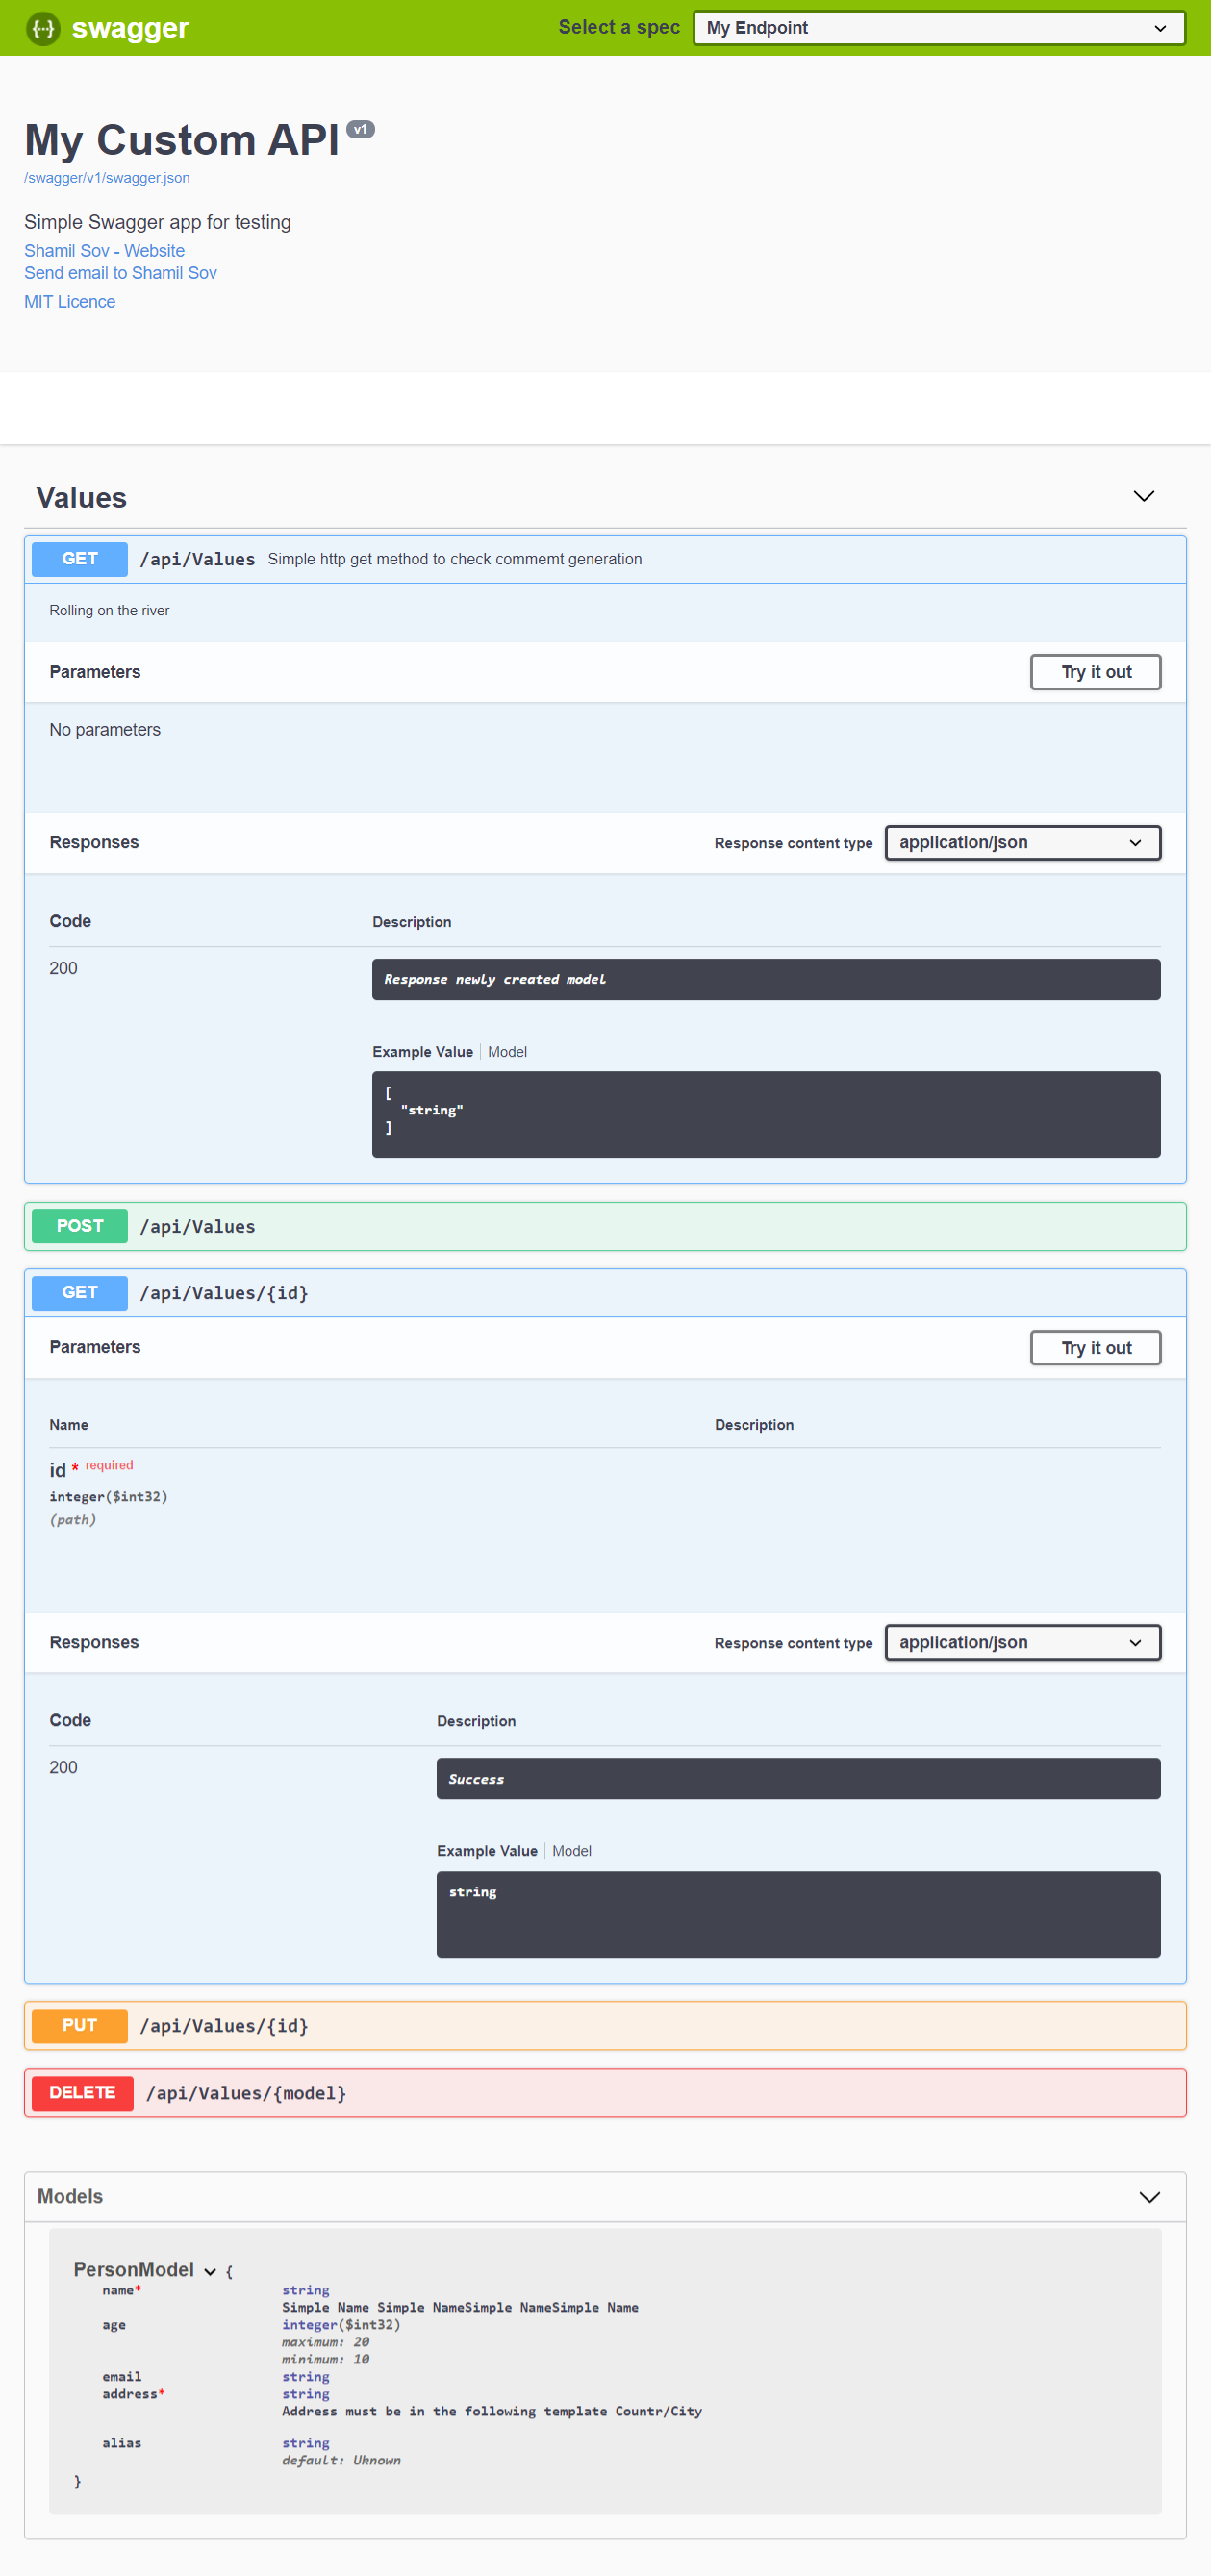 swagger
Select a spec My Endpoint
My Custom API v1
/swagger/v1/swagger.json
Simple Swagger app for testing
Shamil Sov - Website
Send email to Shamil Sov
MIT Licence
Values
GET /api/Values Simple http get method to check commemt generation
Rolling on the river
Parameters Try it out
No parameters
Responses Response content type application/json
Code Description
200 Response newly created model
Example Value Model
[
"string"
]
POST /api/Values
GET /api/Values/{id}
Parameters Try it out
Name Description
id * required
integer($int32)
(path)
Responses Response content type application/json
Code Description
200 Success
Example Value Model
string
PUT /api/Values/{id}
DELETE /api/Values/{model}
Models
PersonModel {
name* string
Simple Name Simple NameSimple NameSimple Name
age integer($int32)
maximum: 20
minimum: 10
email string
address* string
Address must be in the following template Countr/City
alias string
default: Uknown
}